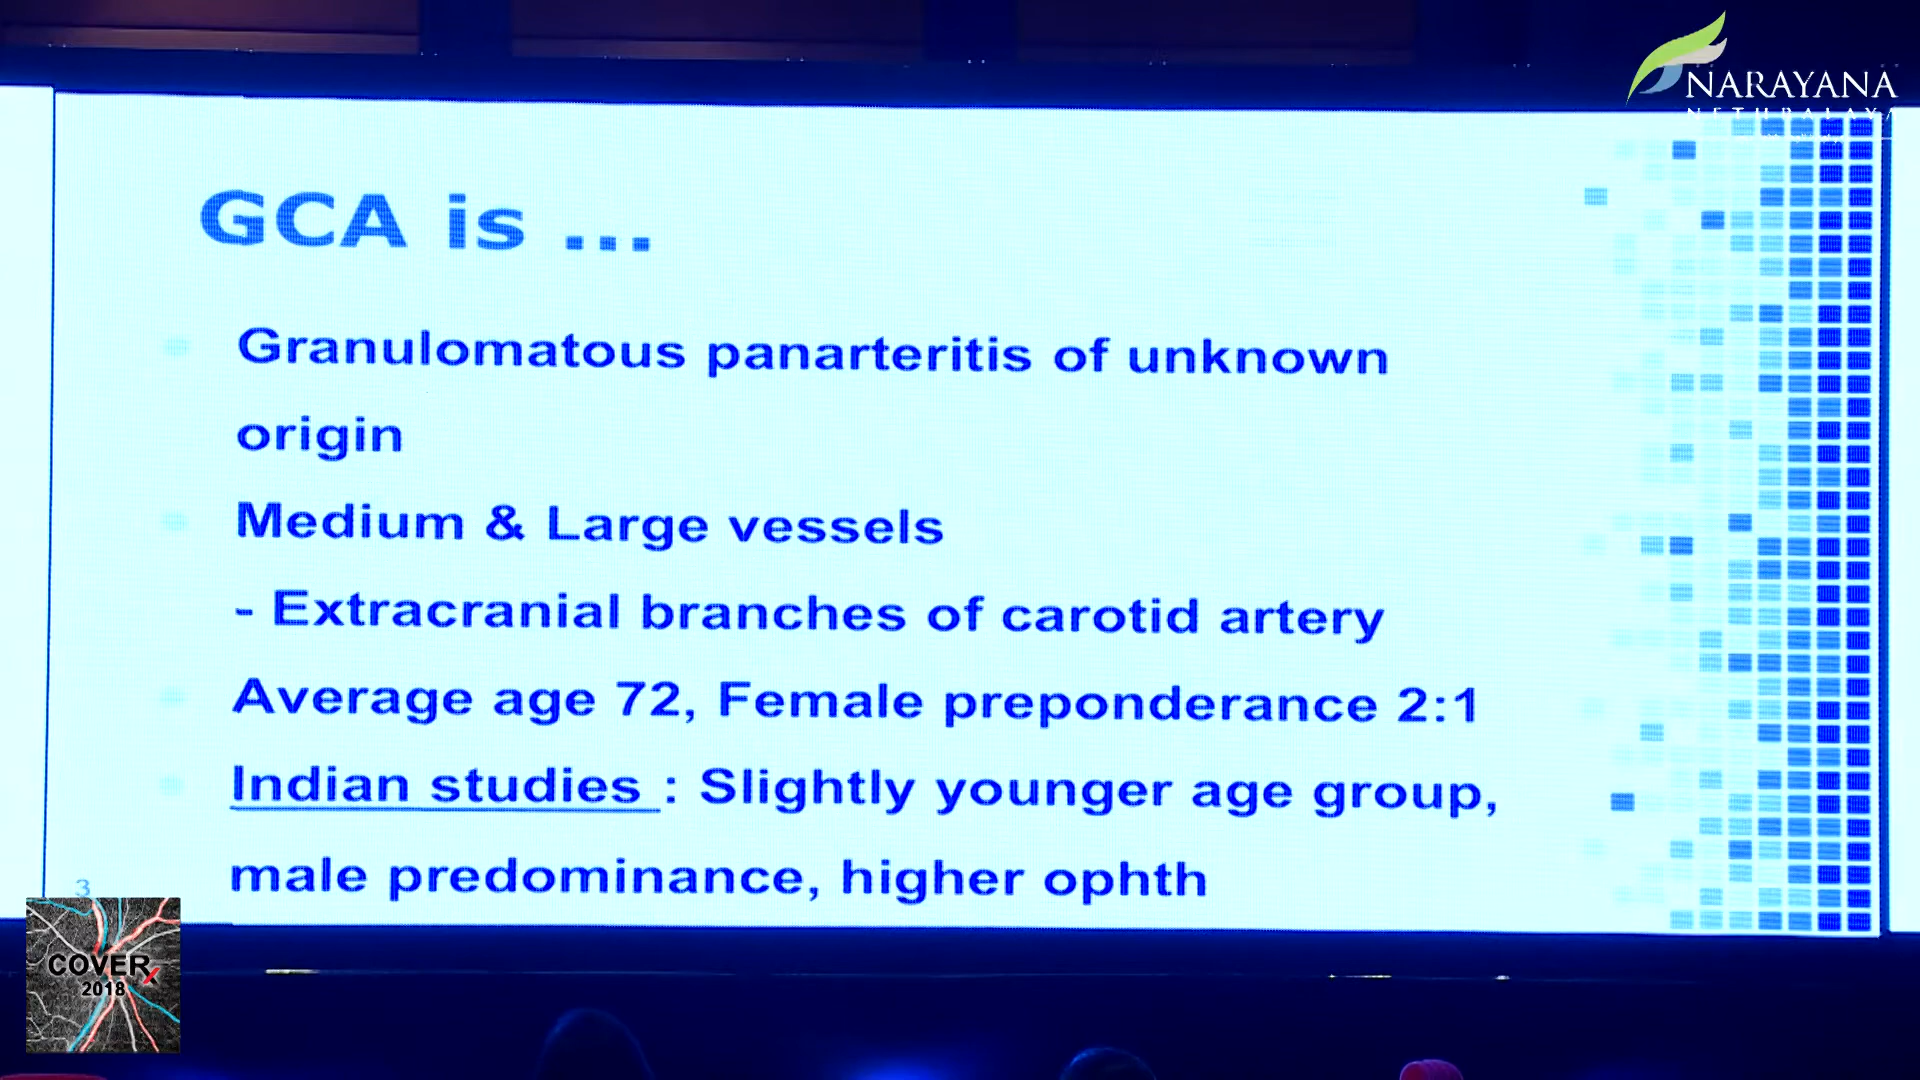 NARAYANA
NETHRALAYA
GCA is ...
Granulomatous panarteritis of unknown
origin
Medium & Large vessels
- Extracranial branches of carotid artery
Average age 72, Female preponderance 2:1
Indian studies : Slightly younger age group,
male predominance, higher ophth
3
COVER
2018